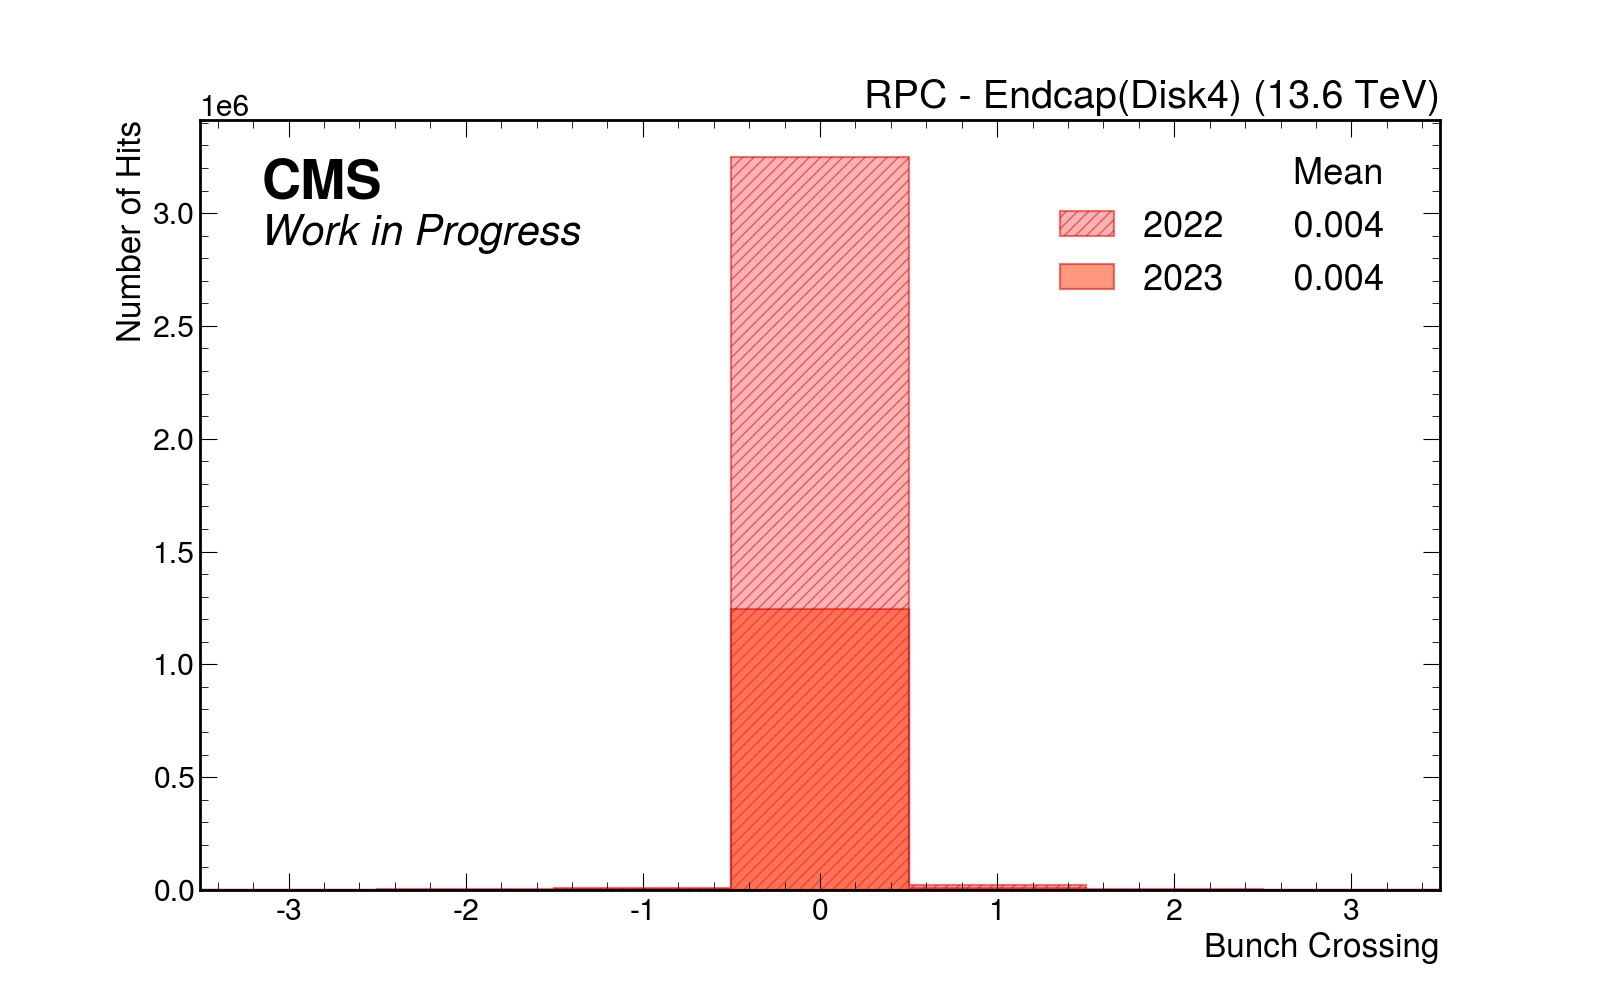 RPC - Endcap(Disk4) (13.6 TeV)
1e6
Number of Hits
CMS
Work in Progress
Mean
2022 0.004
2023 0.004
3.0
2.5
2.0
1.5
1.0
0.5
0.0
-3 -2 -1 0 1 2 3
Bunch Crossing